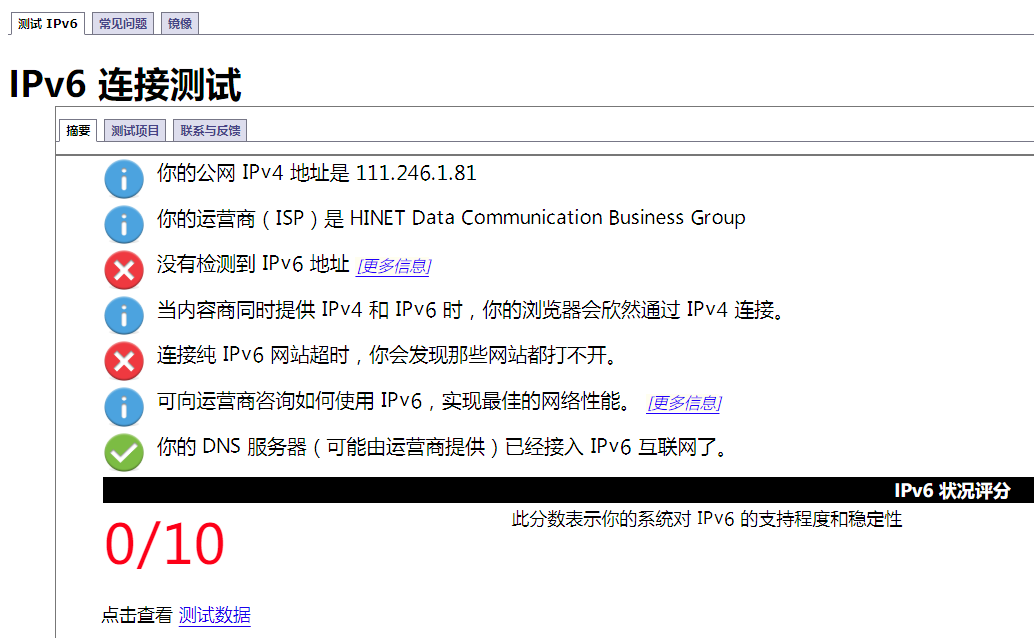 测试 IPv6 常见问题 镜像
IPv6 连接测试
摘要 测试项目 联系与反馈
你的公网 IPv4 地址是 111.246.1.81
你的运营商（ISP）是 HINET Data Communication Business Group
没有检测到 IPv6 地址 [更多信息]
当内容商同时提供 IPv4 和 IPv6 时，你的浏览器会欣然通过 IPv4 连接。
连接纯 IPv6 网站超时，你会发现那些网站都打不开。
可向运营商咨询如何使用 IPv6，实现最佳的网络性能。 [更多信息]
你的 DNS 服务器（可能由运营商提供）已经接入 IPv6 互联网了。
IPv6 状况评分
0/10
此分数表示你的系统对 IPv6 的支持程度和稳定性
点击查看 测试数据